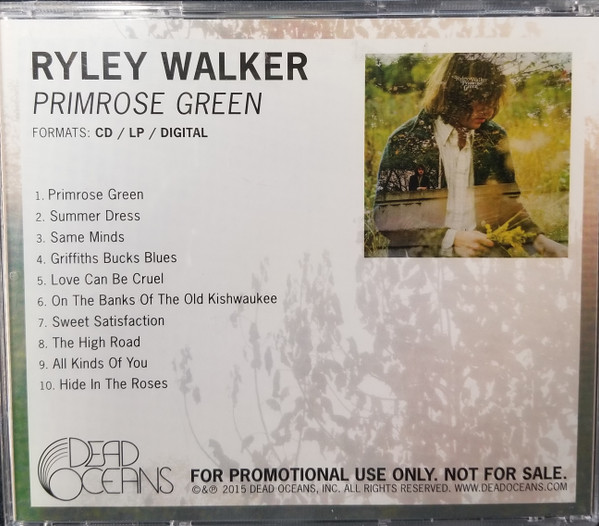 RYLEY WALKER
PRIMROSE GREEN
FORMATS: CD / LP / DIGITAL
1. Primrose Green
2. Summer Dress
3. Same Minds
4. Griffiths Bucks Blues
5. Love Can Be Cruel
6. On The Banks Of The Old Kishwaukee
7. Sweet Satisfaction
8. The High Road
9. All Kinds Of You
10. Hide In The Roses
DEAD
OCEANS
FOR PROMOTIONAL USE ONLY. NOT FOR SALE.
©&℗ 2015 DEAD OCEANS, INC. ALL RIGHTS RESERVED. WWW.DEADOCEANS.COM